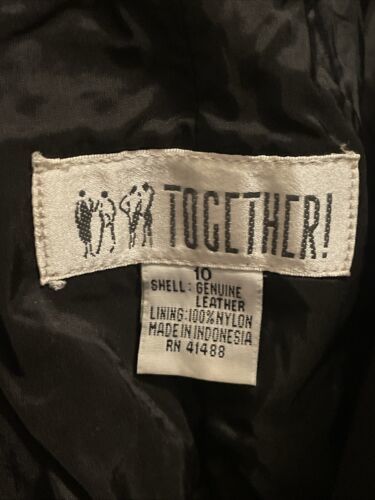 TOGETHER!
10
SHELL: GENUINE
LEATHER
LINING: 100% NYLON
MADE IN INDONESIA
RN 41488